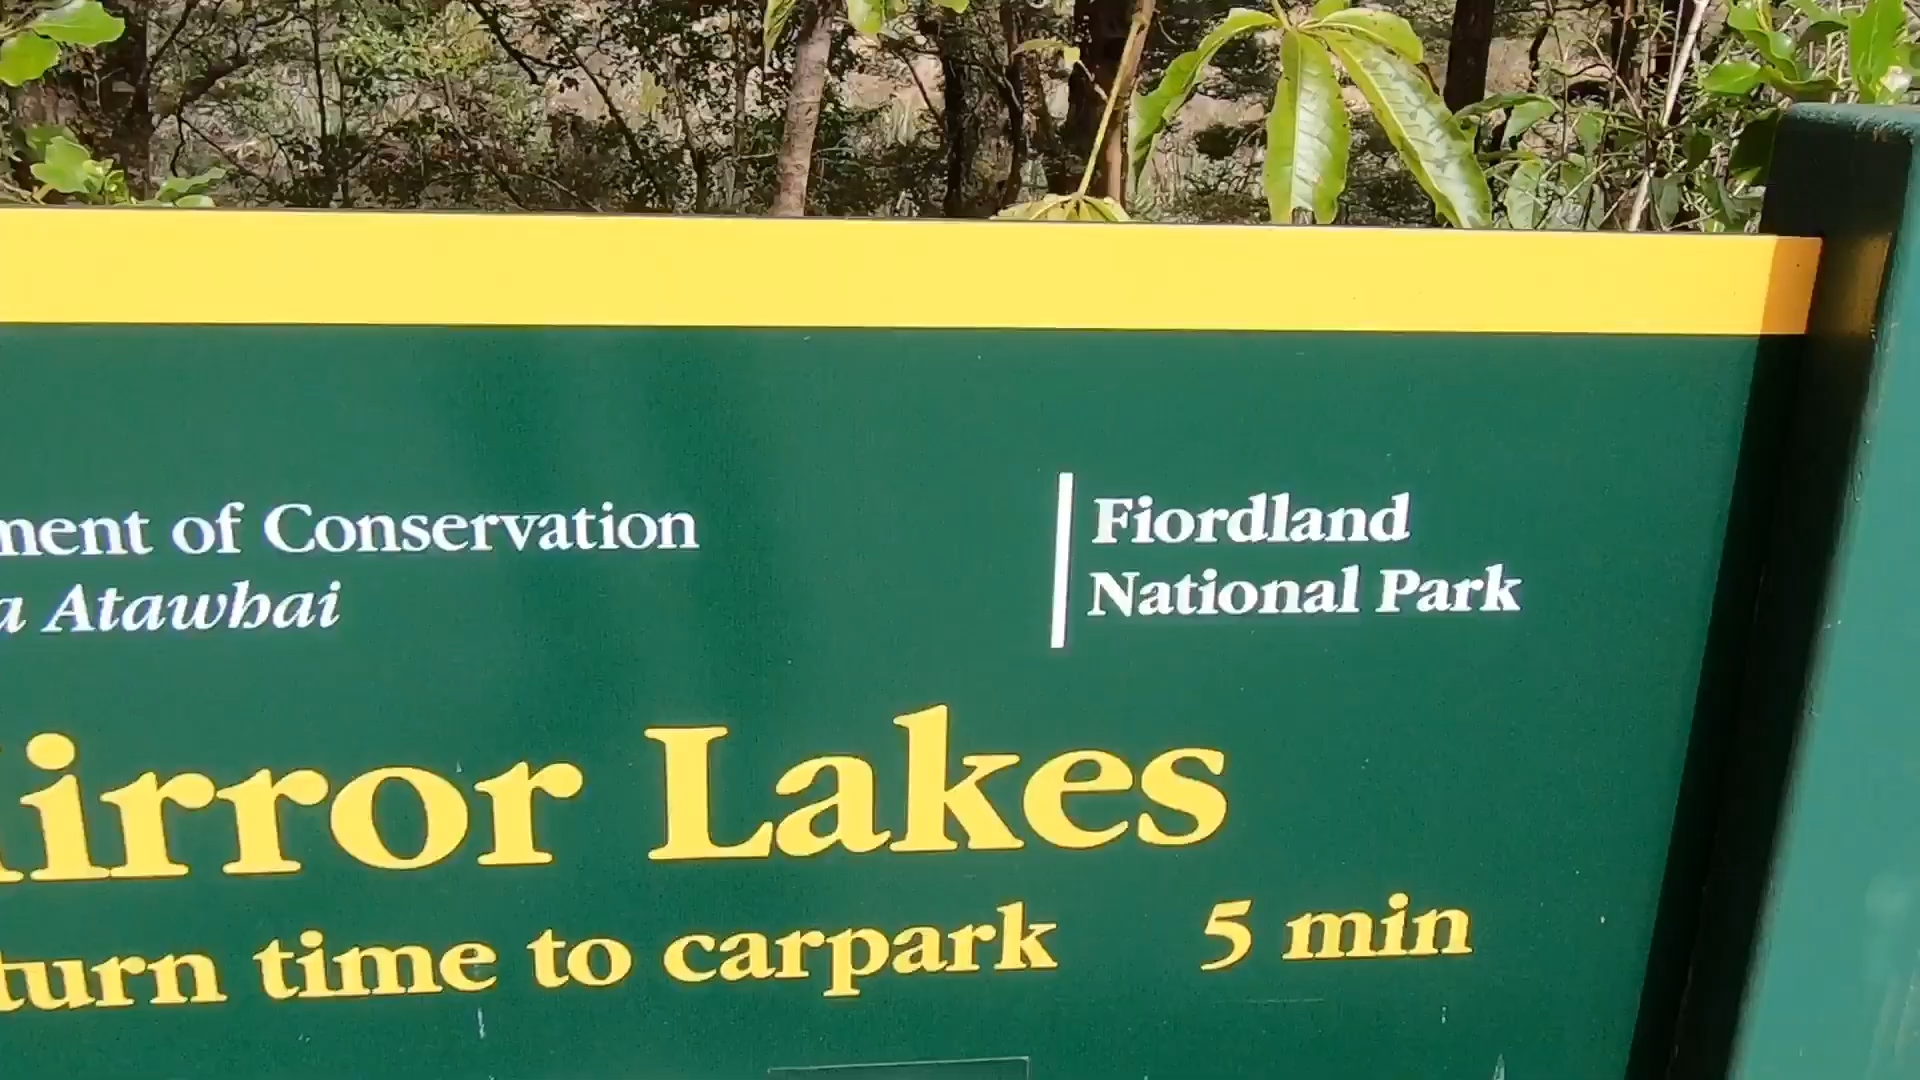 ment of Conservation
a Atawhai
Fiordland
National Park
irror Lakes
turn time to carpark 5 min